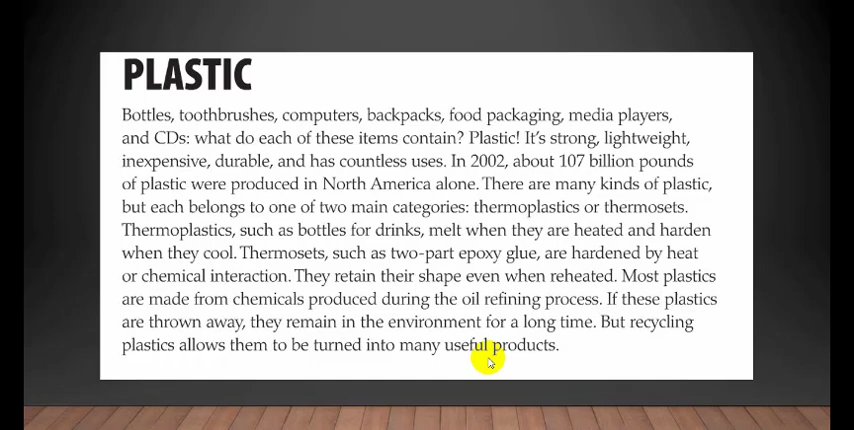 PLASTIC
Bottles, toothbrushes, computers, backpacks, food packaging, media players,
and CDs: what do each of these items contain? Plastic! It's strong, lightweight,
inexpensive, durable, and has countless uses. In 2002, about 107 billion pounds
of plastic were produced in North America alone. There are many kinds of plastic,
but each belongs to one of two main categories: thermoplastics or thermosets.
Thermoplastics, such as bottles for drinks, melt when they are heated and harden
when they cool. Thermosets, such as two-part epoxy glue, are hardened by heat
or chemical interaction. They retain their shape even when reheated. Most plastics
are made from chemicals produced during the oil refining process. If these plastics
are thrown away, they remain in the environment for a long time. But recycling
plastics allows them to be turned into many useful products.